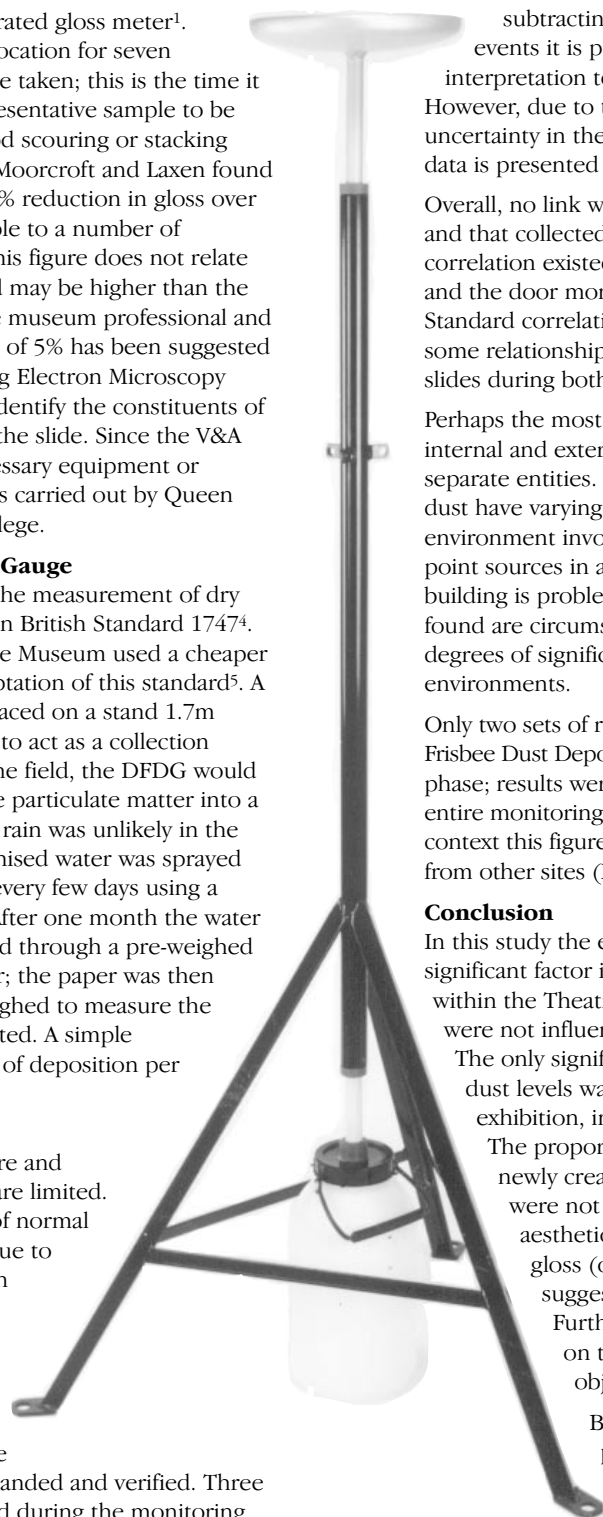 rated gloss meter1.
ocation for seven
e taken; this is the time it
resentative sample to be
od scouring or stacking
Moorcroft and Laxen found
% reduction in gloss over
ble to a number of
his figure does not relate
d may be higher than the
e museum professional and
of 5% has been suggested
g Electron Microscopy
dentify the constituents of
the slide. Since the V&A
essary equipment or
s carried out by Queen
llege.
Gauge
he measurement of dry
n British Standard 17474.
e Museum used a cheaper
ptation of this standard5. A
aced on a stand 1.7m
to act as a collection
ne field, the DFDG would
e particulate matter into a
rain was unlikely in the
nised water was sprayed
every few days using a
After one month the water
d through a pre-weighed
r; the paper was then
ghed to measure the
ted. A simple
of deposition per
re and
ure limited.
of normal
ue to
n
e
anded and verified. Three
d during the monitoring
subtractin
events it is p
interpretation to
However, due to t
uncertainty in the
data is presented
Overall, no link w
and that collected
correlation existed
and the door mon
Standard correlati
some relationship
slides during both
Perhaps the most
internal and exter
separate entities.
dust have varying
environment invo
point sources in a
building is proble
found are circums
degrees of signific
environments.
Only two sets of r
Frisbee Dust Depo
phase; results wer
entire monitoring
context this figure
from other sites (
Conclusion
In this study the e
significant factor i
within the Theat
were not influen
The only signifi
dust levels wa
exhibition, in
The propor
newly crea
were not
aesthetic
gloss (o
sugges
Furth
on t
obj
B